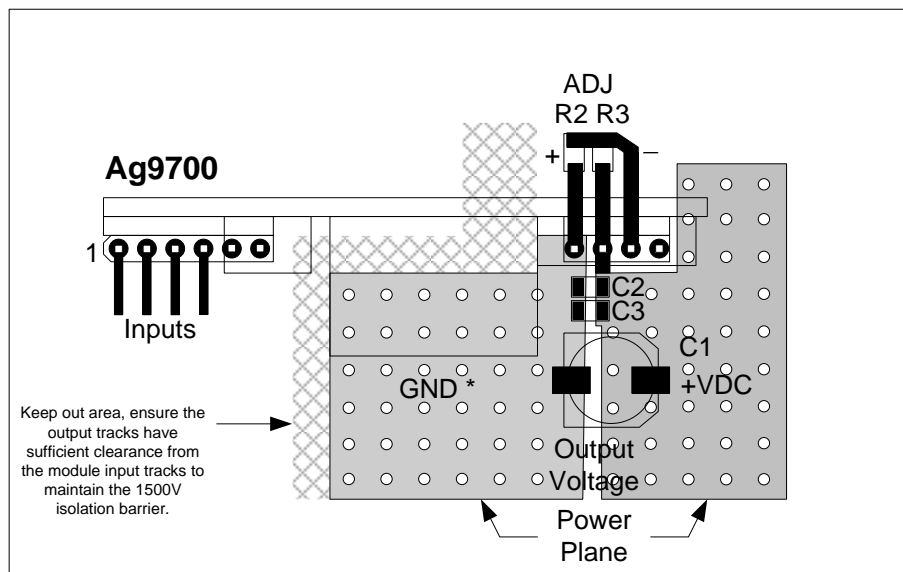 ADJ
R2 R3
+
–
Ag9700
1
Inputs
C2
C3
C1
GND *
+VDC
Keep out area, ensure the
output tracks have
sufficient clearance from
the module input tracks to
maintain the 1500V
isolation barrier.
Output
Voltage
Power
Plane